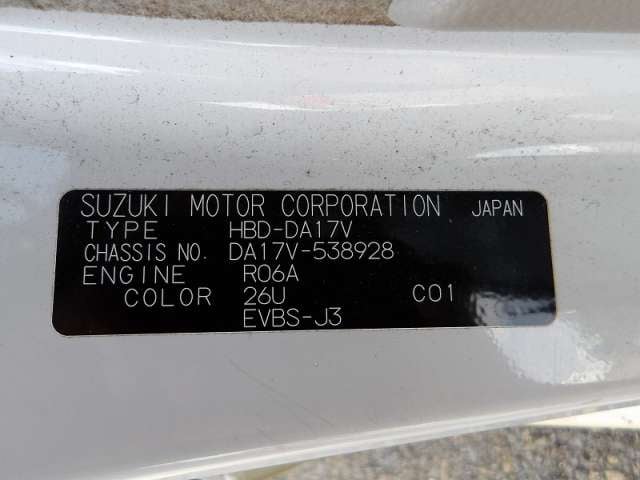 SUZUKI MOTOR CORPORATION JAPAN
TYPE HBD-DA17V
CHASSIS NO. DA17V-538928
ENGINE R06A
COLOR 26U C01
EVBS-J3